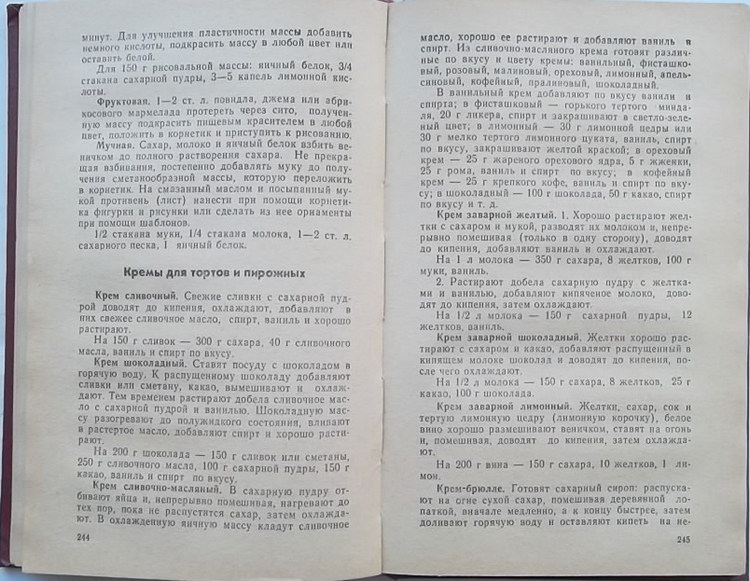 минут. Для улучшения пластичности массы добавить
немного кислоты, подкрасить массу в любой цвет или
оставить белой.
Для 150 г рисовальной массы: яичный белок, 3/4
стакана сахарной пудры, 3—5 капель лимонной кис-
лоты.
Фруктовая. 1—2 ст. л. повидла, джема или абри-
косового мармелада протереть через сито, получен-
ную массу подкрасить пищевым красителем в любой
цвет, положить в корнетик и приступить к рисованию.
Мучная. Сахар, молоко и яичный белок взбить ве-
ничком до полного растворения сахара. Не прекра-
щая взбивания, постепенно добавлять муку до по-
лучения сметанообразной массы, которую переложить
в корнетик. На смазанный маслом и посыпанный му-
кой противень (лист) нанести при помощи корнети-
ка фигурки и рисунки или сделать из нее орнаменты
при помощи шаблонов.
1/2 стакана муки, 1/4 стакана молока, 1—2 ст. л.
сахарного песка, 1 яичный белок.
Кремы для тортов и пирожных
Крем сливочный. Свежие сливки с сахарной пуд-
рой доводят до кипения, охлаждают, добавляют в
них свежее сливочное масло, спирт, ваниль и хорошо
растирают.
На 150 г сливок — 300 г сахара, 40 г сливочного
масла, ваниль и спирт по вкусу.
Крем шоколадный. Ставят посуду с шоколадом в
горячую воду. К распущенному шоколаду добавляют
сливки или сметану, какао, вымешивают и охлаж-
дают. Тем временем растирают добела сливочное масло
с сахарной пудрой и ванилью. Шоколадную мас-
су разогревают до полужидкого состояния, вливают
в растертое масло, добавляют спирт и хорошо расти-
рают.
На 200 г шоколада — 150 г сливок или сметаны,
250 г сливочного масла, 100 г сахарной пудры, 150 г
какао, ваниль и спирт по вкусу.
Крем сливочно-масляный. В сахарную пудру от-
бивают яйца и, непрерывно помешивая, нагревают до
тех пор, пока не распустится сахар, затем охлажда-
ют. В охлажденную яичную массу кладут сливочное
244
масло, хорошо ее растирают и добавляют ваниль и
спирт. Из сливочно-масляного крема готовят различ-
ные по вкусу и цвету кремы: ванильный, фисташко-
вый, розовый, малиновый, ореховый, лимонный, апель-
синовый, кофейный, пралиновый, шоколадный.
В ванильный крем добавляют по вкусу ванили и
спирта; в фисташковый — горького тертого минда-
ля, 20 г ликера, спирт и закрашивают в светло-зеле-
ный цвет; в лимонный — 30 г лимонной цедры или
30 г мелко тертого лимонного цуката, ваниль, спирт
по вкусу, закрашивают желтой краской; в ореховый
крем — 25 г жареного орехового ядра, 5 г жженки,
25 г рома, ваниль и спирт по вкусу; в кофейный
крем — 25 г крепкого кофе, ваниль и спирт по вку-
су; в шоколадный — 100 г шоколада, 50 г какао, спирт
по вкусу и т. д.
Крем заварной желтый. 1. Хорошо растирают жел-
тки с сахаром и мукой, разводят их молоком и, непре-
рывно помешивая (только в одну сторону), доводят
до кипения, добавляют ваниль и охлаждают.
На 1 л молока — 350 г сахара, 8 желтков, 100 г
муки, ваниль.
2. Растирают добела сахарную пудру с желтка-
ми и ванилью, добавляют кипяченое молоко, дово-
дят до кипения, затем охлаждают.
На 1/2 л молока — 150 г сахарной пудры, 12
желтков, ваниль.
Крем заварной шоколадный. Желтки хорошо рас-
тирают с сахаром и какао, добавляют распущенный в
кипящем молоке шоколад и доводят до кипения, пос-
ле чего охлаждают.
На 1/2 л молока — 150 г сахара, 8 желтков, 25 г
какао, 100 г шоколада.
Крем заварной лимонный. Желтки, сахар, сок и
тертую лимонную цедру (лимонную корочку), белое
вино хорошо размешивают веничком, ставят на огонь
и, помешивая, доводят до кипения, затем охлажда-
ют.
На 200 г вина — 150 г сахара, 10 желтков, 1 ли-
мон.
Крем-брюлле. Готовят сахарный сироп: распуска-
ют на огне сухой сахар, помешивая деревянной ло-
паткой, вначале медленно, а к концу быстрее, затем
доливают горячую воду и оставляют кипеть на не-
245